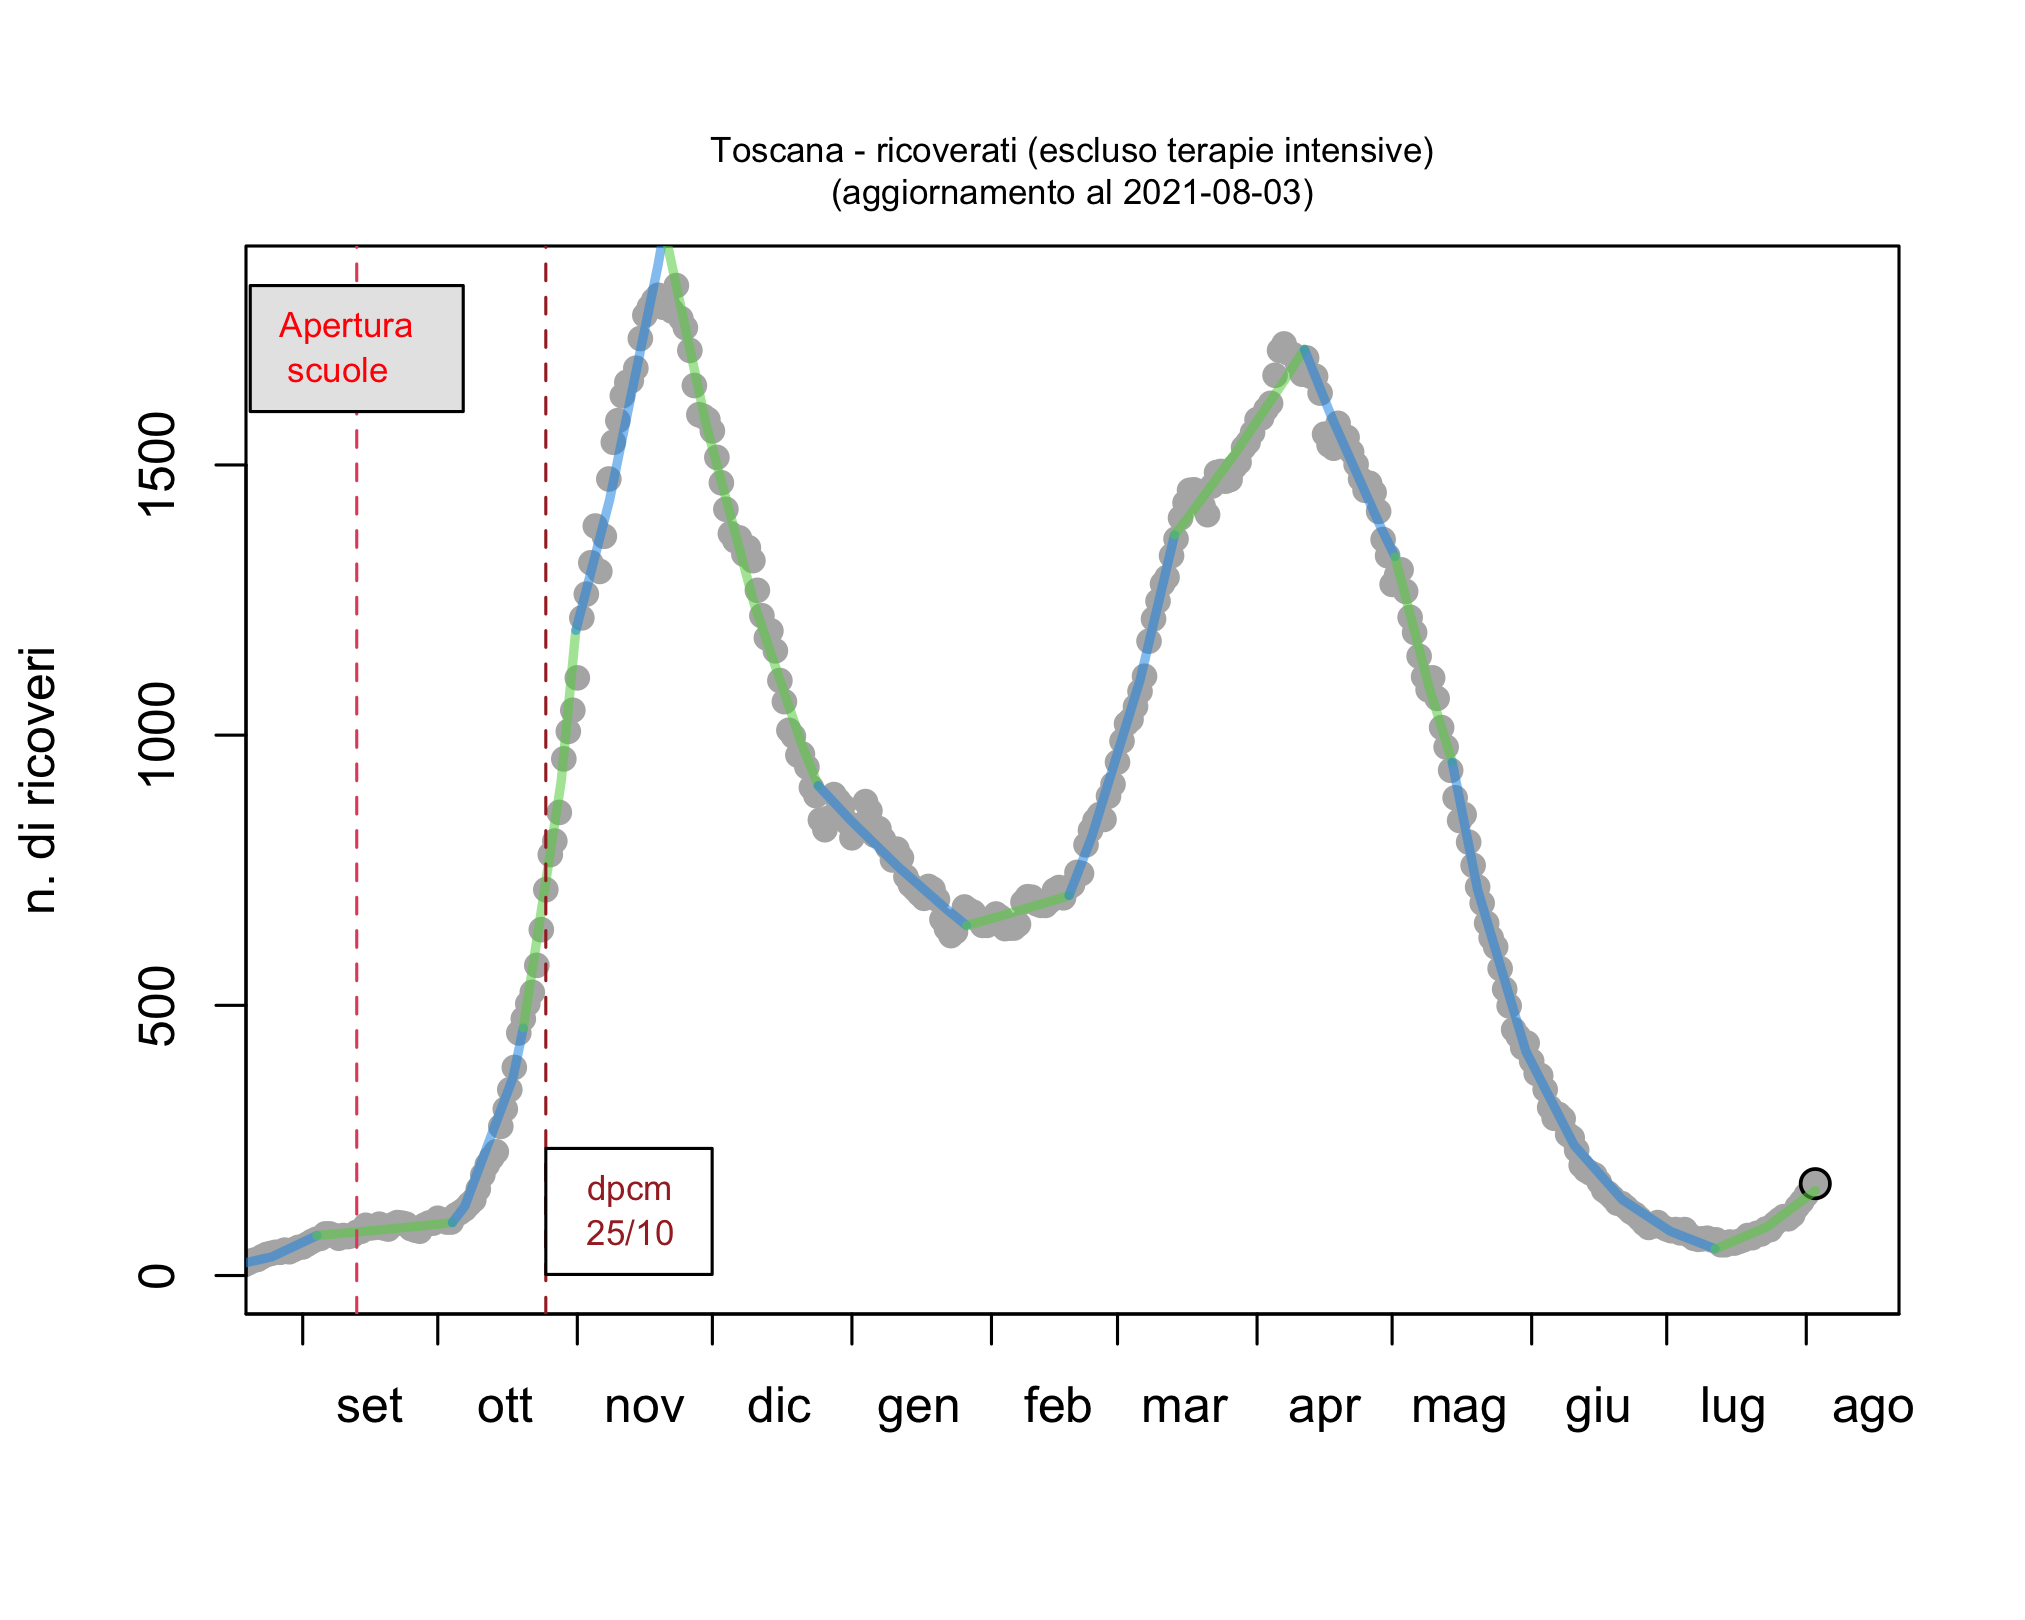 Toscana - ricoverati (escluso terapie intensive)
(aggiornamento al 2021-08-03)
Apertura
scuole
dpcm
25/10
n. di ricoveri
1500
1000
500
0
set ott nov dic gen feb mar apr mag giu lug ago